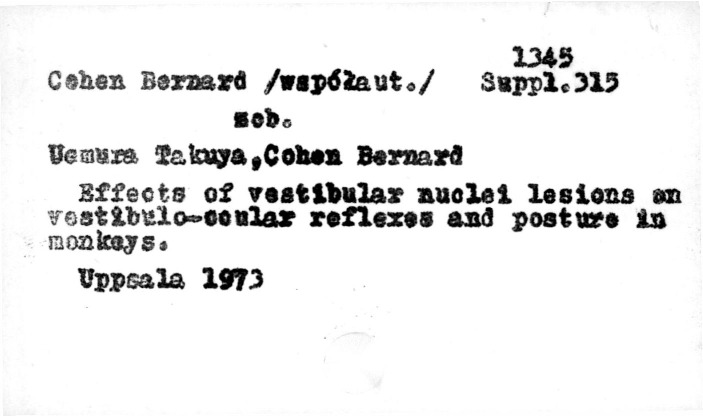 1345
Cohen Bernard /współaut./ Suppl.315
zob.
Uemura Takuya,Cohen Bernard
Effects of vestibular nuclei lesions on
vestibulo-ocular reflexes and posture in
monkeys.
Uppsala 1973